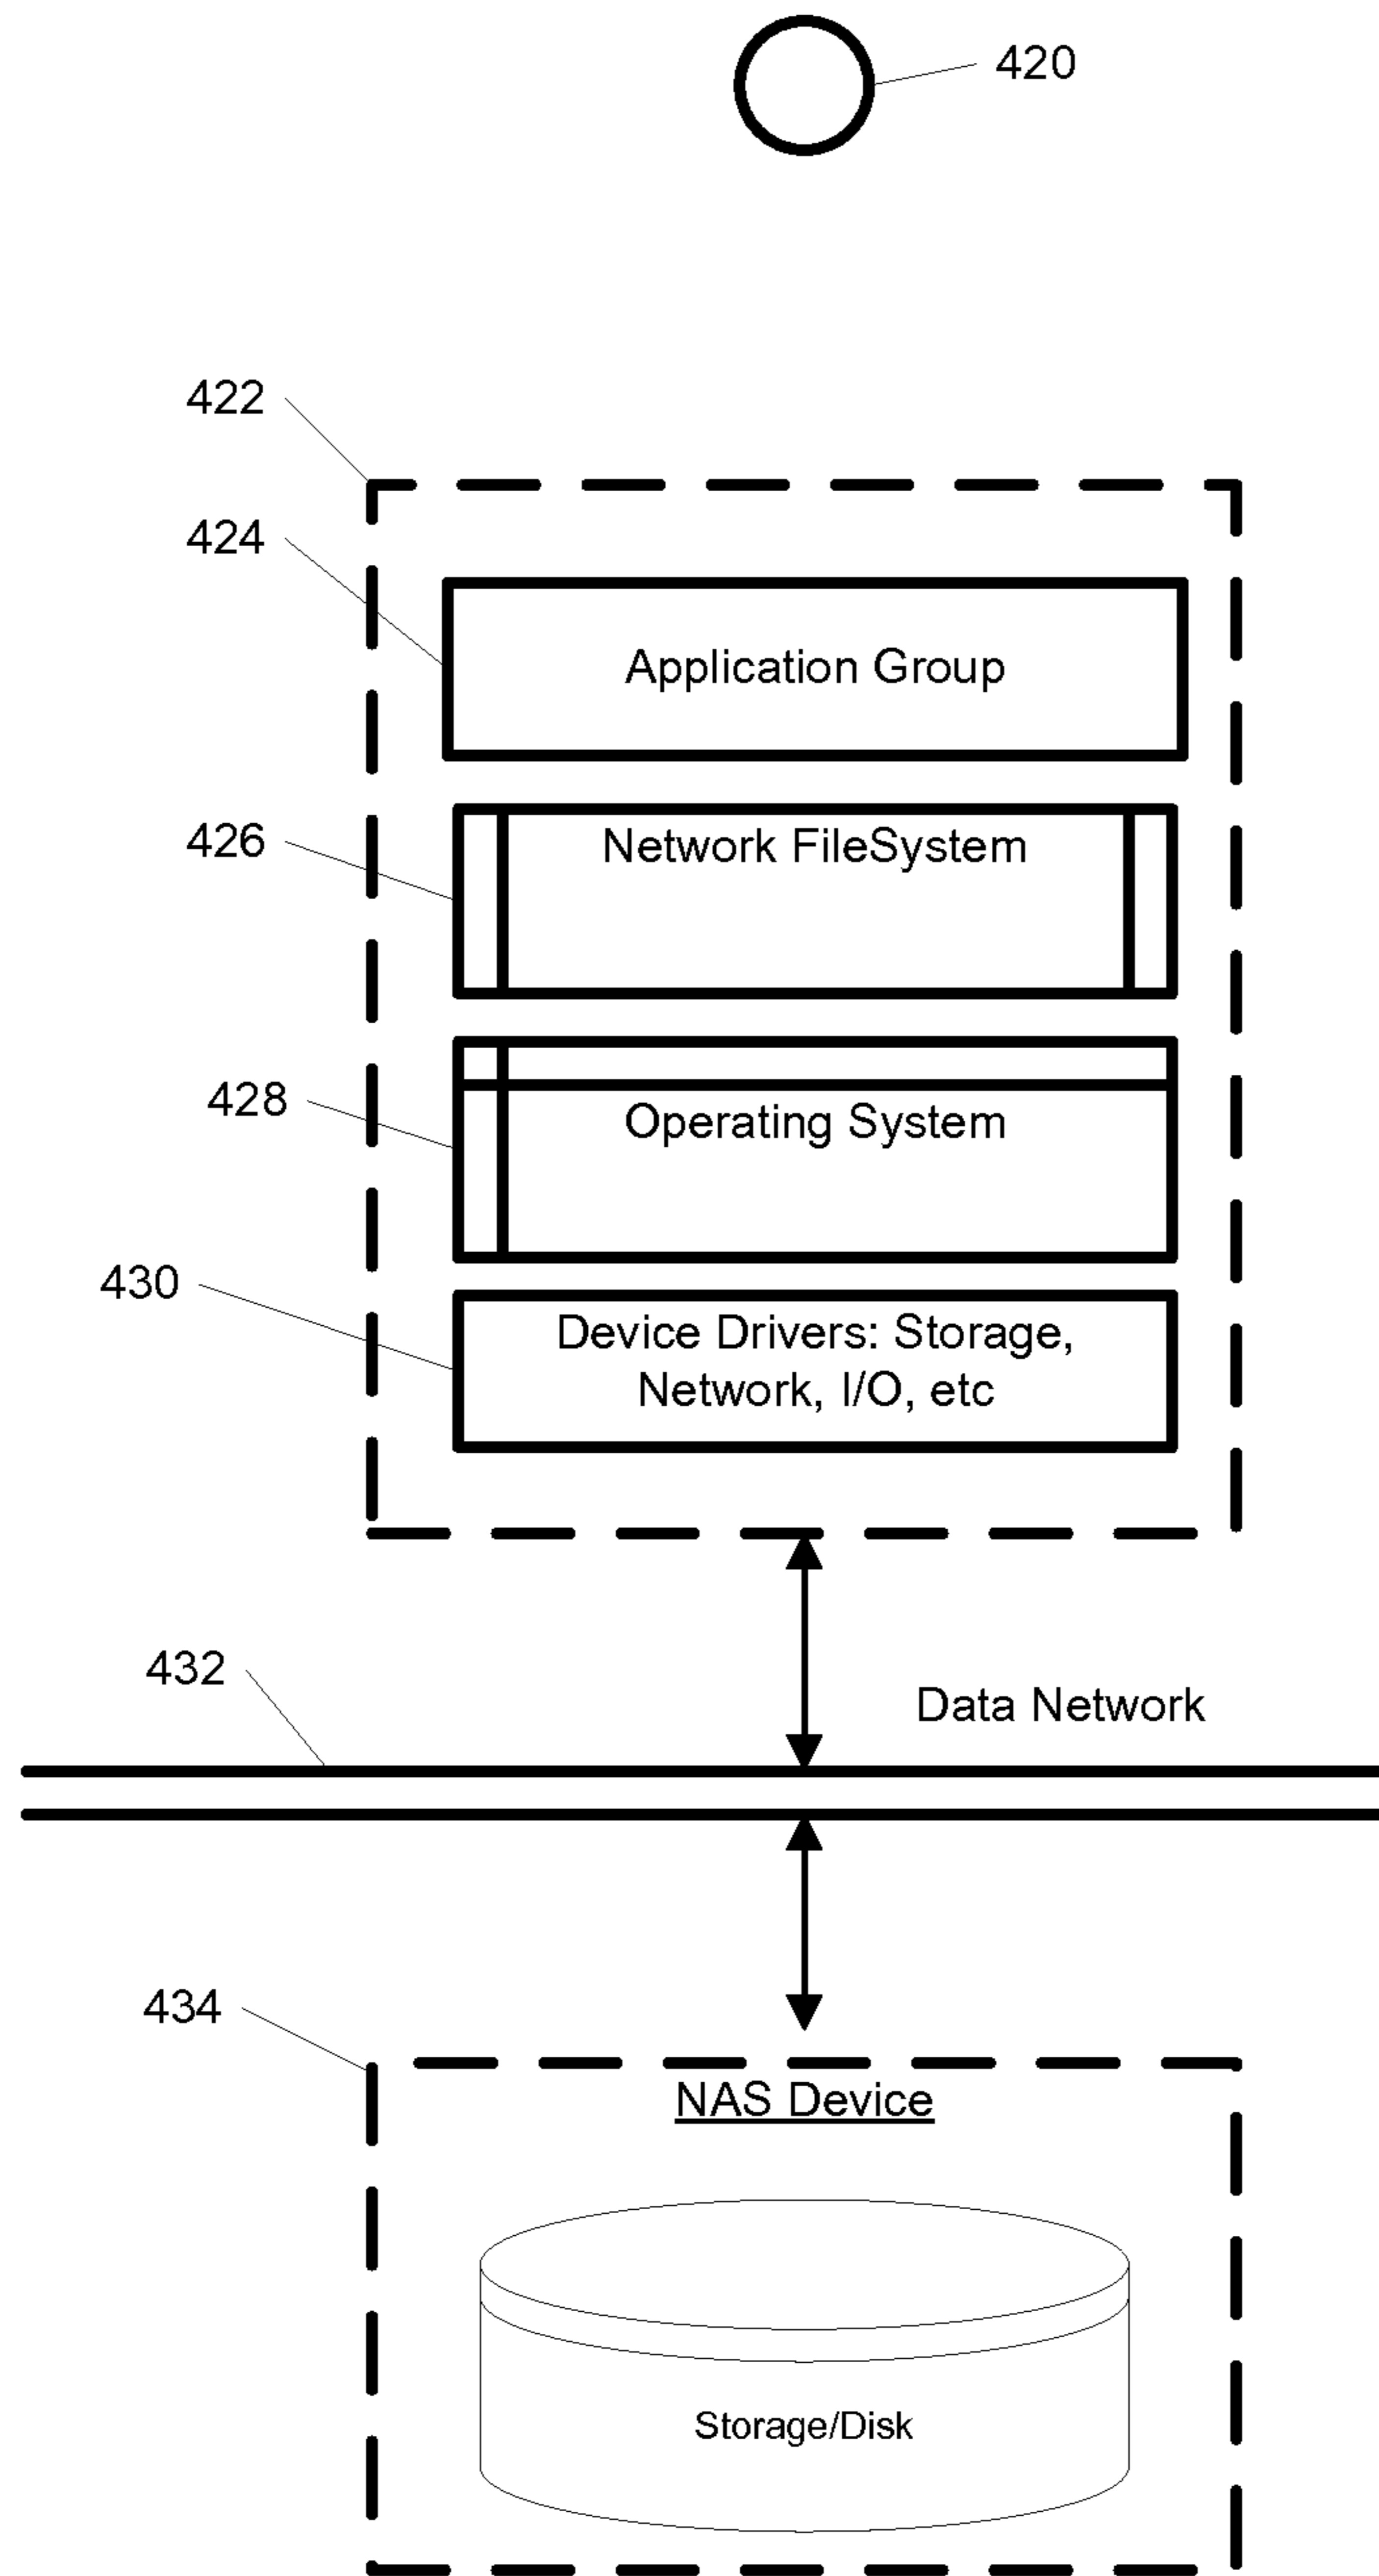 420
422
424
Application Group
426
Network FileSystem
428
Operating System
430
Device Drivers: Storage,
Network, I/O, etc
432
Data Network
434
NAS Device
Storage/Disk